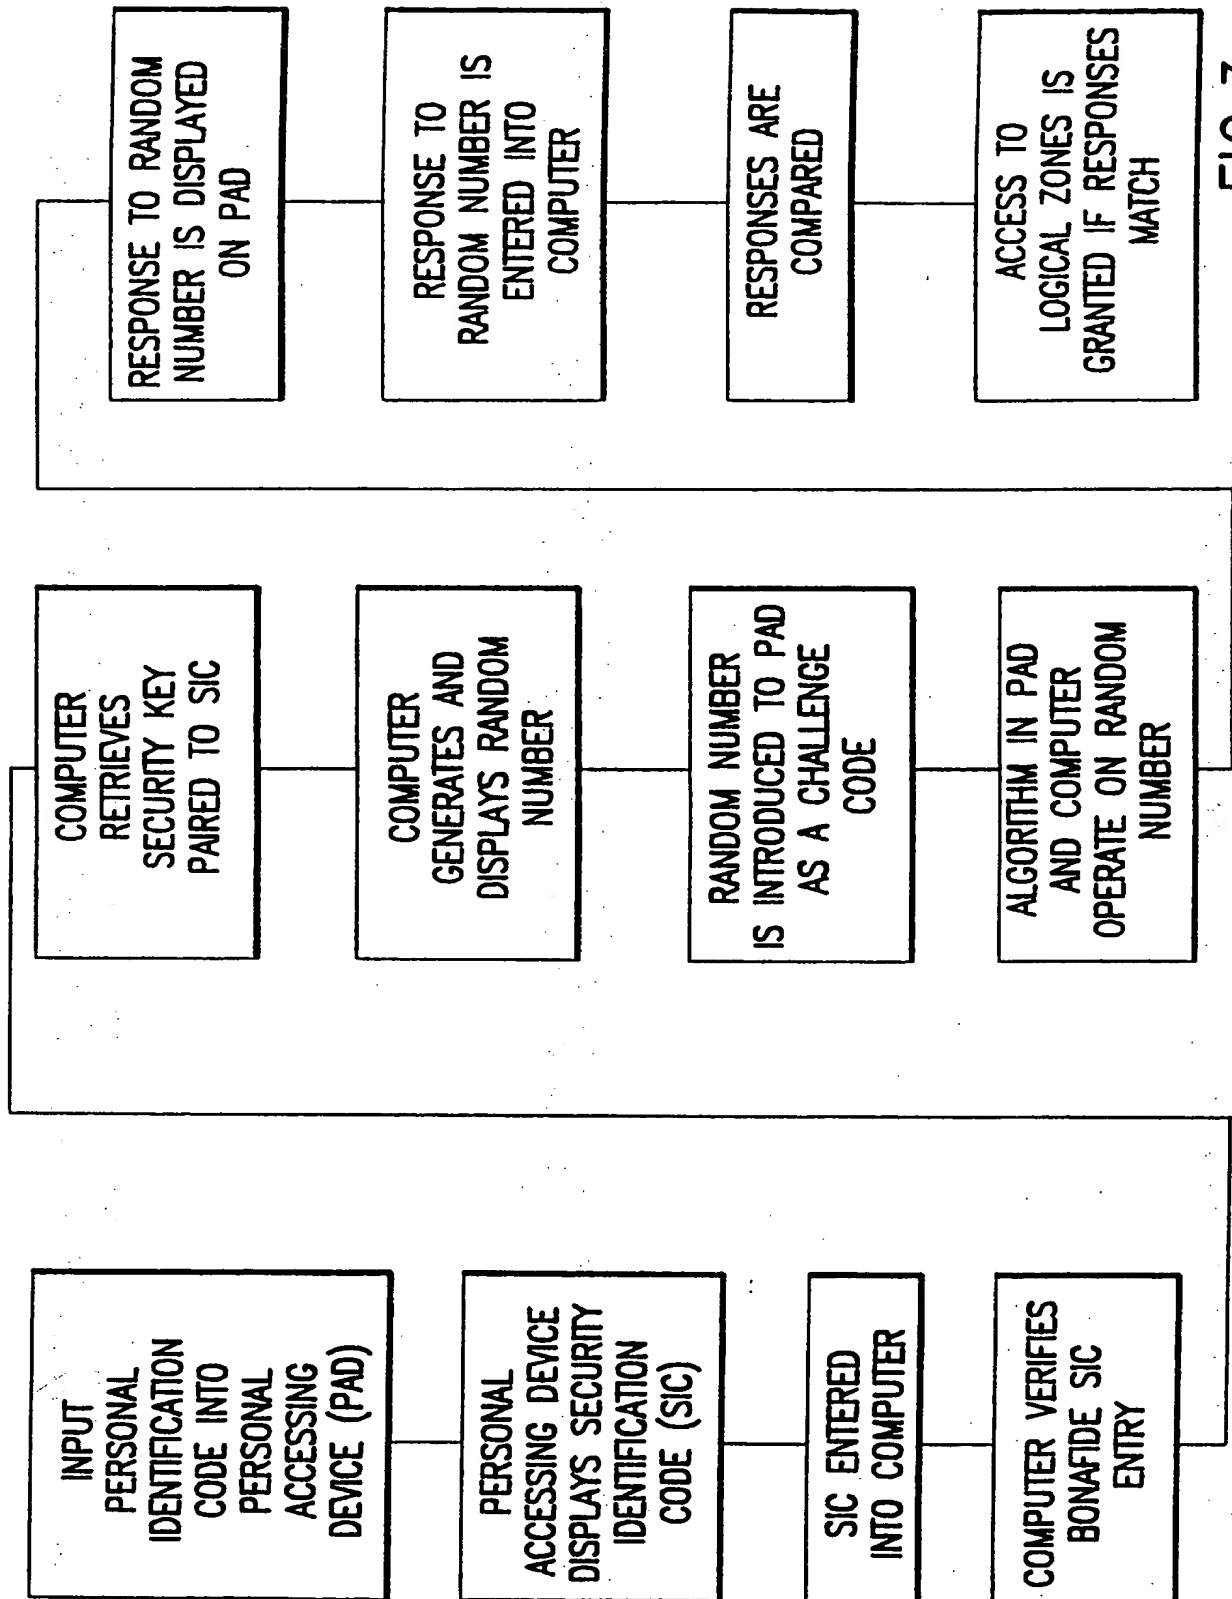 INPUT
PERSONAL
IDENTIFICATION
CODE INTO
PERSONAL
ACCESSING
DEVICE (PAD)
PERSONAL
ACCESSING DEVICE
DISPLAYS SECURITY
IDENTIFICATION
CODE (SIC)
SIC ENTERED
INTO COMPUTER
COMPUTER VERIFIES
BONAFIDE SIC
ENTRY
COMPUTER
RETRIEVES
SECURITY KEY
PAIRED TO SIC
COMPUTER
GENERATES AND
DISPLAYS RANDOM
NUMBER
RANDOM NUMBER
IS INTRODUCED TO PAD
AS A CHALLENGE
CODE
ALGORITHM IN PAD
AND COMPUTER
OPERATE ON RANDOM
NUMBER
RESPONSE TO RANDOM
NUMBER IS DISPLAYED
ON PAD
RESPONSE TO
RANDOM NUMBER IS
ENTERED INTO
COMPUTER
RESPONSES ARE
COMPARED
ACCESS TO
LOGICAL ZONES IS
GRANTED IF RESPONSES
MATCH